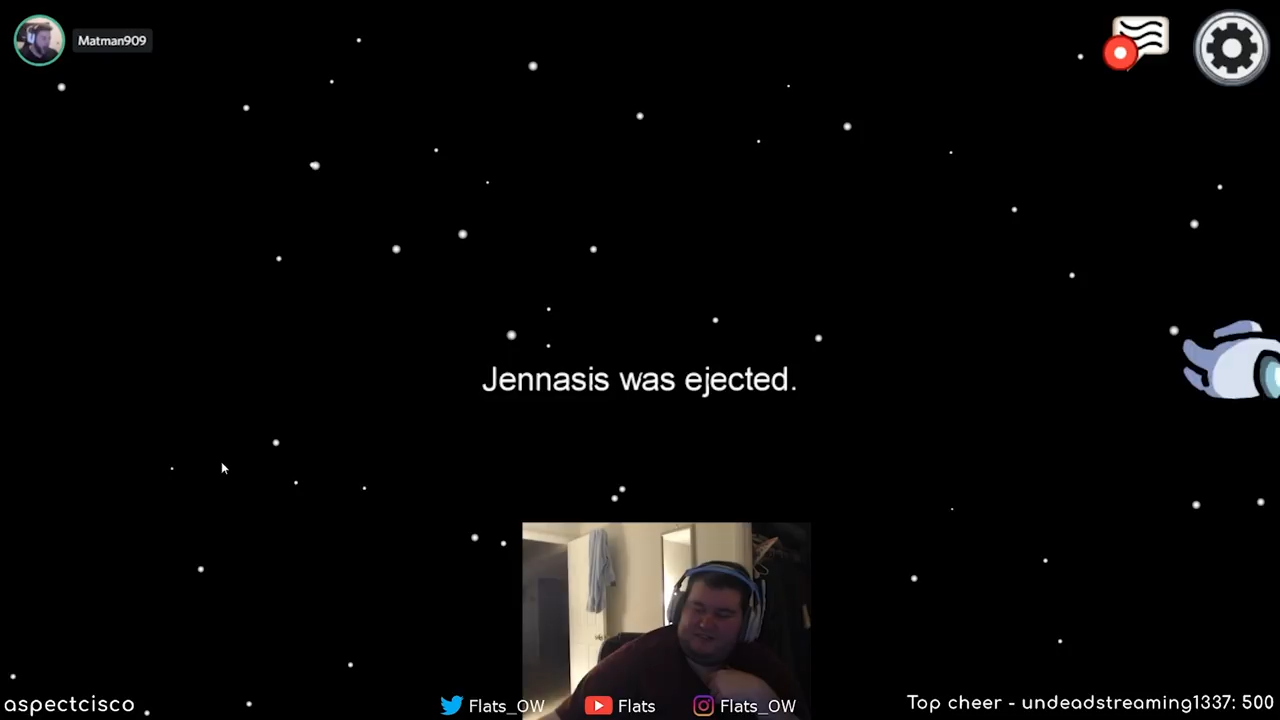 Matman909
Jennasis was ejected.
aspectcisco
Flats_OW
Flats
Flats_OW
Top cheer - undeadstreaming1337: 500